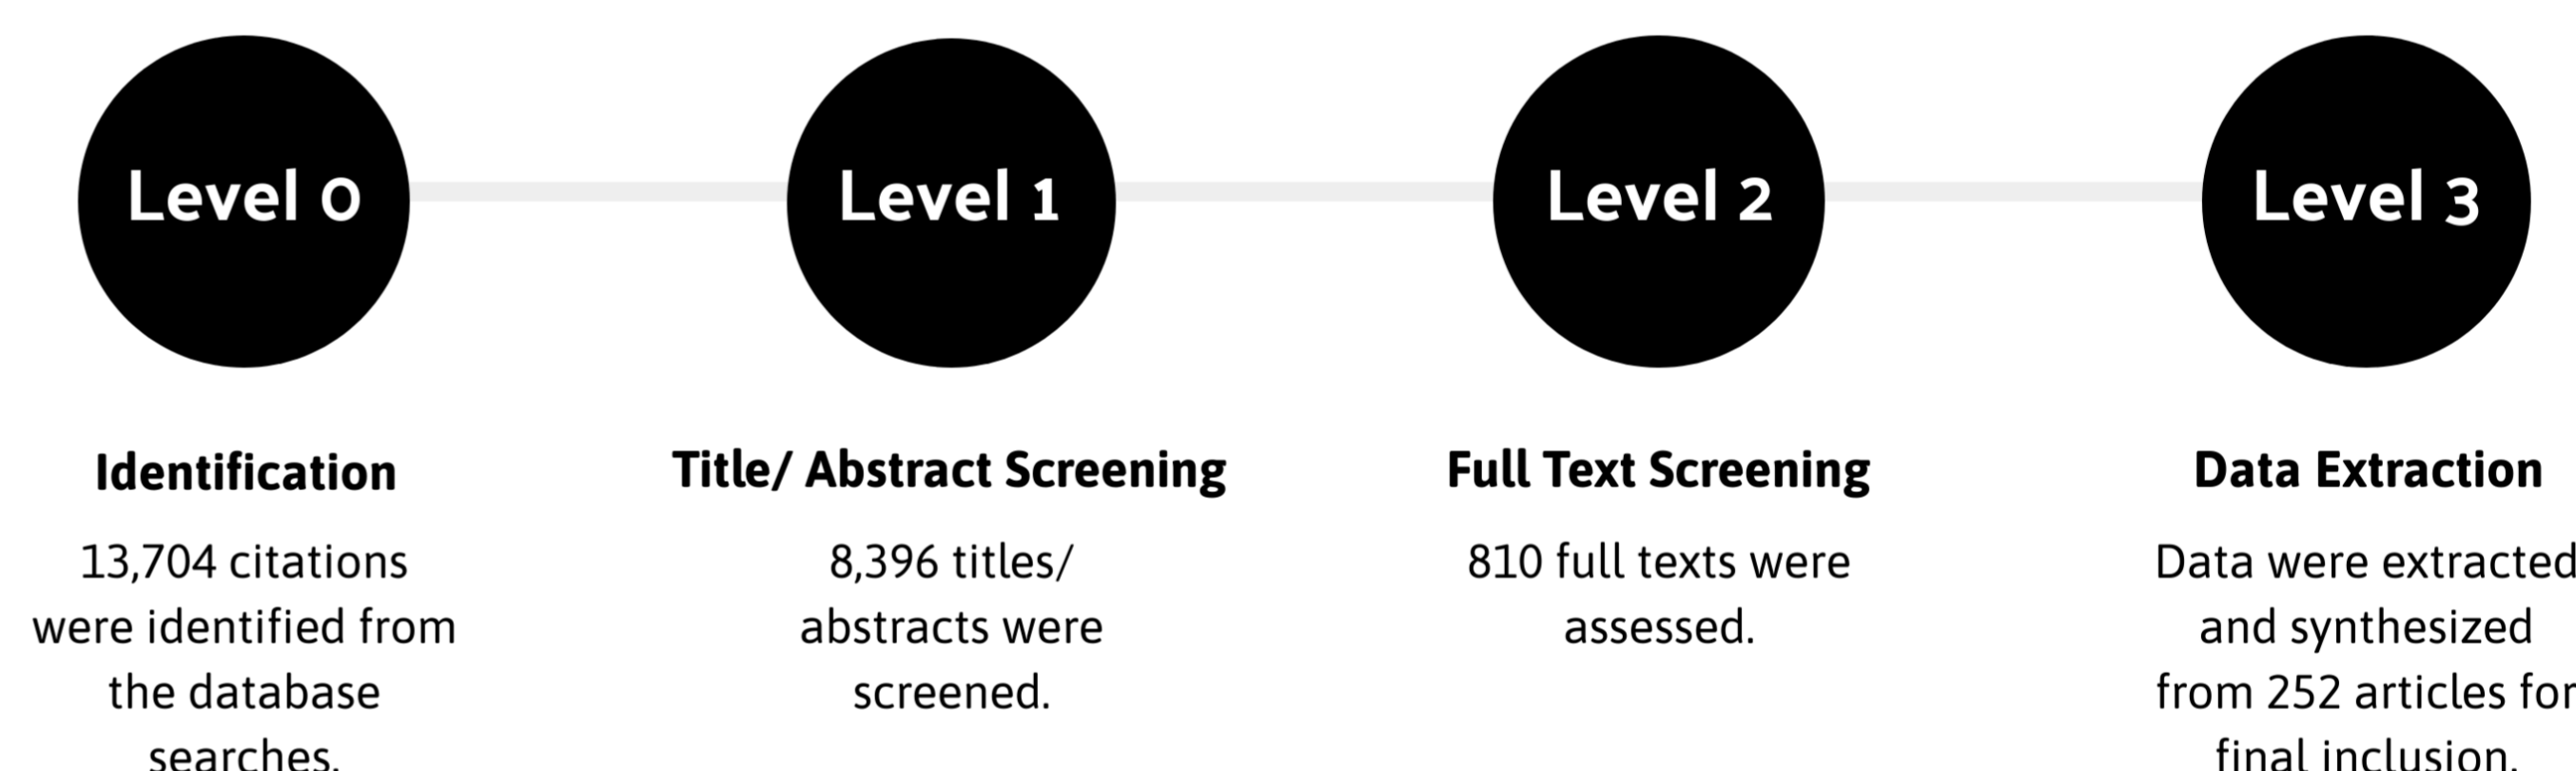 Level 0
Level 1
Level 2
Level 3
Identification
13,704 citations
were identified from
the database
searches.
Title/ Abstract Screening
8,396 titles/
abstracts were
screened.
Full Text Screening
810 full texts were
assessed.
Data Extraction
Data were extracted
and synthesized
from 252 articles for
final inclusion.